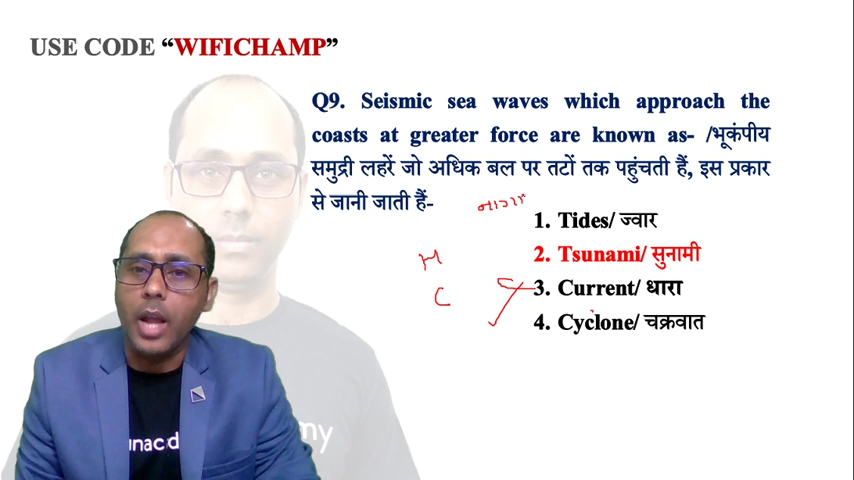 USE CODE “WIFICHAMP”
Q9. Seismic sea waves which approach the
coasts at greater force are known as- /भूकंपीय
समुद्री लहरें जो अधिक बल पर तटों तक पहुंचती हैं, इस प्रकार
से जानी जाती हैं-
1. Tides/ ज्वार
2. Tsunami/ सुनामी
M
3. Current/ धारा
C
4. Cyclone/ चक्रवात
unacad
my